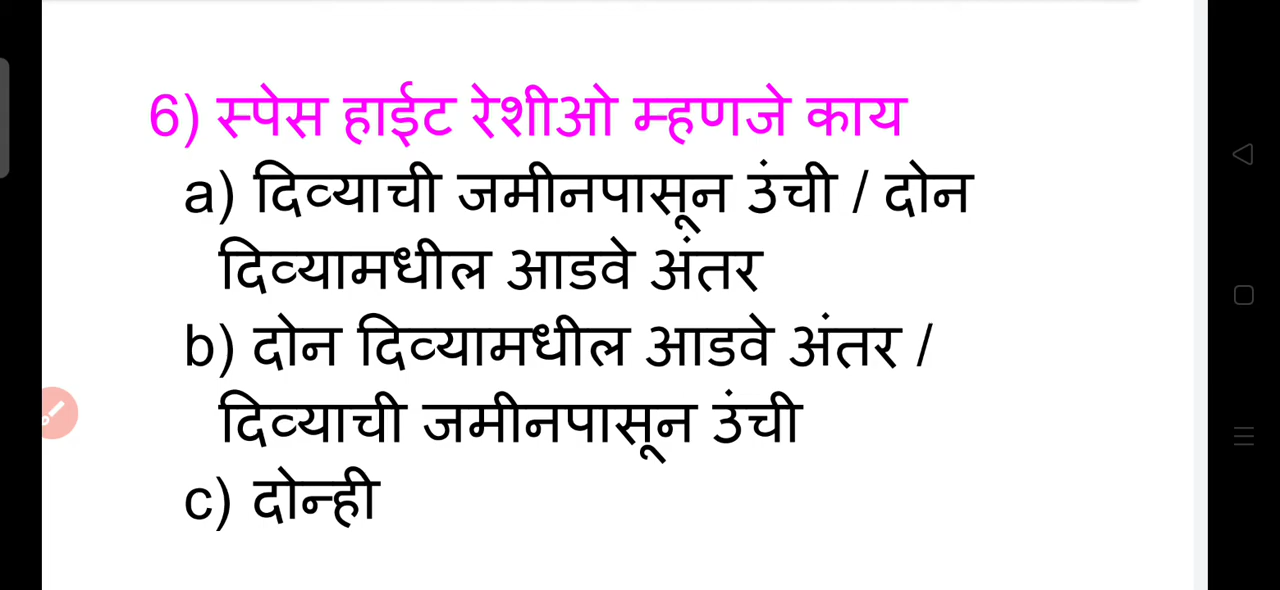 6) स्पेस हाईट रेशीओ म्हणजे काय
a) दिव्याची जमीनपासून उंची / दोन
दिव्यामधील आडवे अंतर
b) दोन दिव्यामधील आडवे अंतर /
दिव्याची जमीनपासून उंची
c) दोन्ही